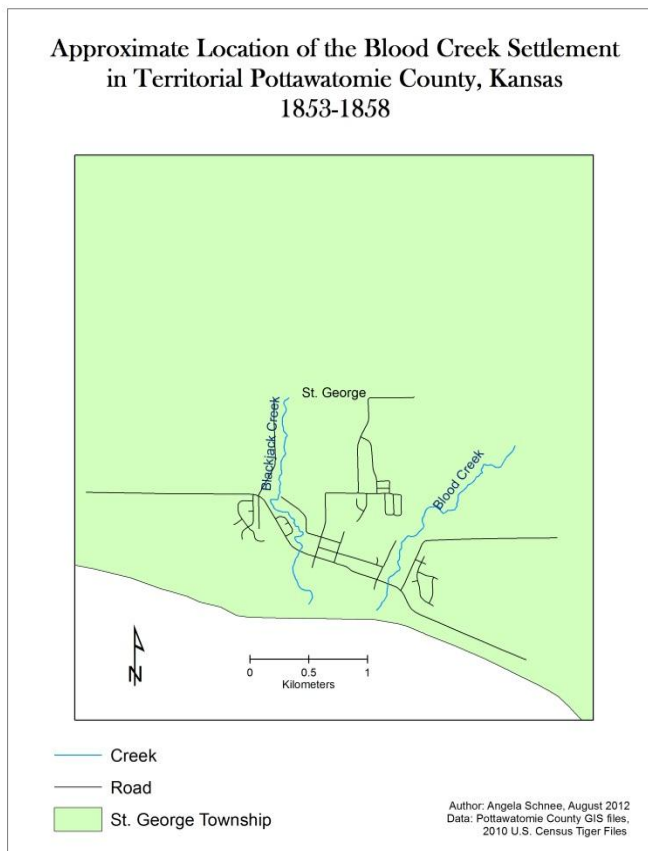 Approximate Location of the Blood Creek Settlement
in Territorial Pottawatomie County, Kansas
1853-1858
St. George
Blackjack Creek
Blood Creek
N
0 0.5 1
Kilometers
Creek
Road
St. George Township
Author: Angela Schnee, August 2012
Data: Pottawatomie County GIS files,
2010 U.S. Census Tiger Files